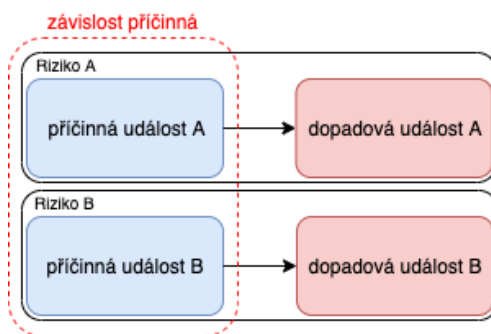 závislost příčinná
Riziko A
příčinná událost A
dopadová událost A
Riziko B
příčinná událost B
dopadová událost B